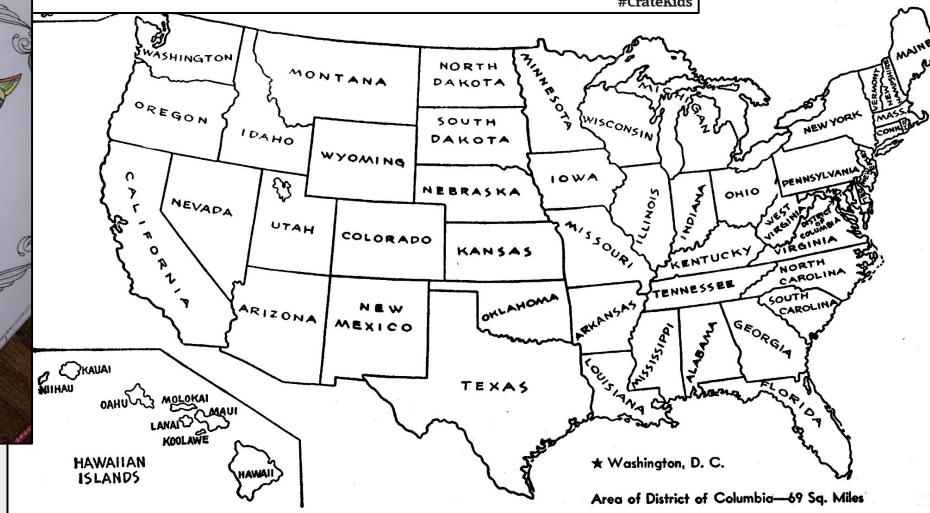 #CrateKids
WASHINGTON
OREGON
CALIFORNIA
NEVADA
IDAHO
MONTANA
WYOMING
UTAH
COLORADO
ARIZONA
NEW
MEXICO
NORTH
DAKOTA
SOUTH
DAKOTA
NEBRASKA
KANSAS
OKLAHOMA
TEXAS
MINNESOTA
IOWA
MISSOURI
ARKANSAS
LOUISIANA
WISCONSIN
ILLINOIS
MICHIGAN
INDIANA
OHIO
KENTUCKY
TENNESSEE
MISSISSIPPI
ALABAMA
GEORGIA
FLORIDA
SOUTH
CAROLINA
NORTH
CAROLINA
VIRGINIA
WEST
VIRGINIA
DISTRICT
OF
COLUMBIA
PENNSYLVANIA
NEW YORK
VERMONT
NEW
HAMPSHIRE
MAINE
MASS.
CONN.
KAUAI
NIIHAU
OAHU
MOLOKAI
LANAI
MAUI
KOOLAWE
HAWAII
HAWAIIAN
ISLANDS
★ Washington, D. C.
Area of District of Columbia—69 Sq. Miles